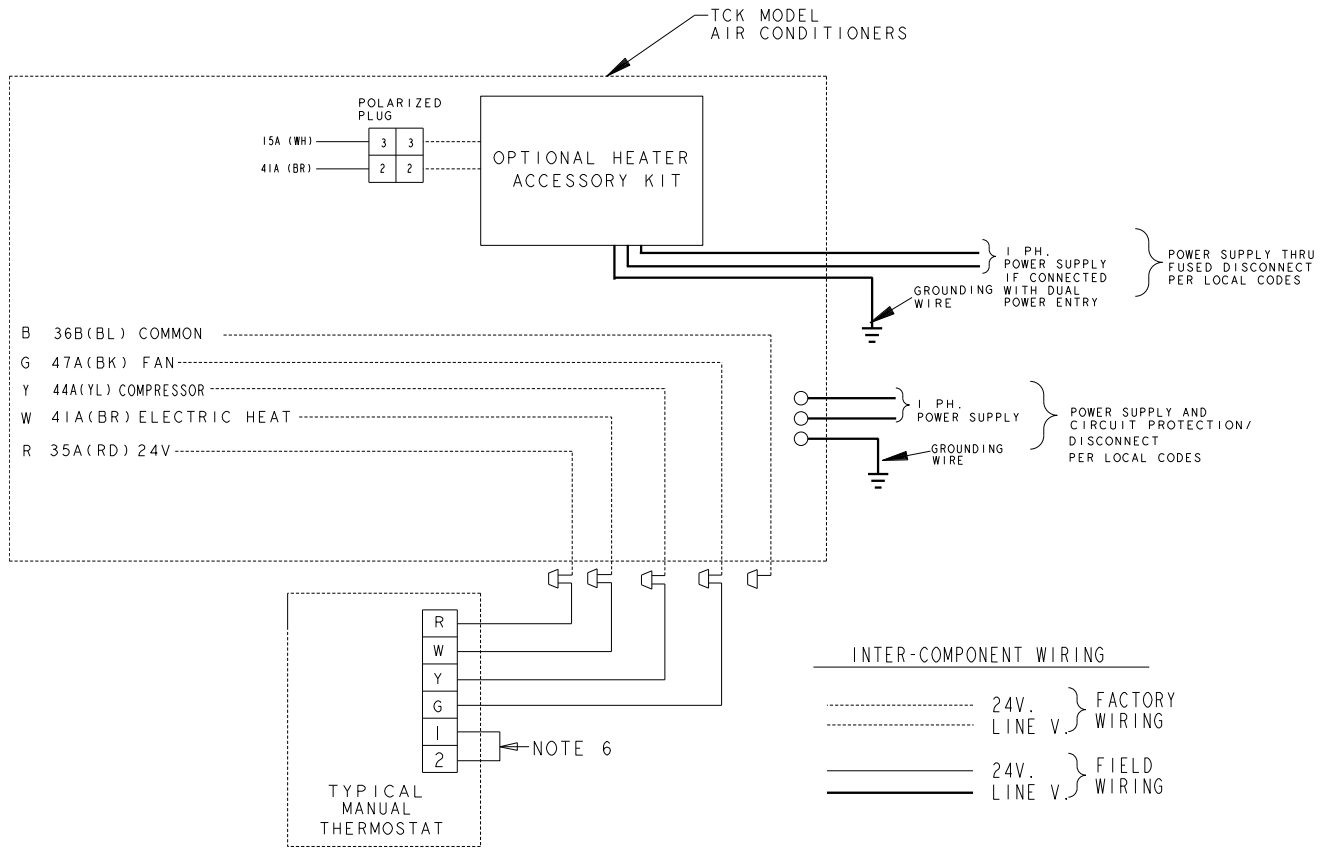 TCK MODEL
AIR CONDITIONERS
POLARIZED
PLUG
15A (WH)
3 3
41A (BR)
2 2
OPTIONAL HEATER
ACCESSORY KIT
1 PH.
POWER SUPPLY
IF CONNECTED
WITH DUAL
POWER ENTRY
POWER SUPPLY THRU
FUSED DISCONNECT
PER LOCAL CODES
GROUNDING
WIRE
B 36B(BL) COMMON
G 47A(BK) FAN
Y 44A(YL) COMPRESSOR
W 41A(BR) ELECTRIC HEAT
R 35A(RD) 24V
1 PH.
POWER SUPPLY
POWER SUPPLY AND
CIRCUIT PROTECTION/
DISCONNECT
PER LOCAL CODES
GROUNDING
WIRE
R
W
Y
G
1
2
NOTE 6
TYPICAL
MANUAL
THERMOSTAT
INTER-COMPONENT WIRING
24V.
LINE V.
FACTORY
WIRING
24V.
LINE V.
FIELD
WIRING